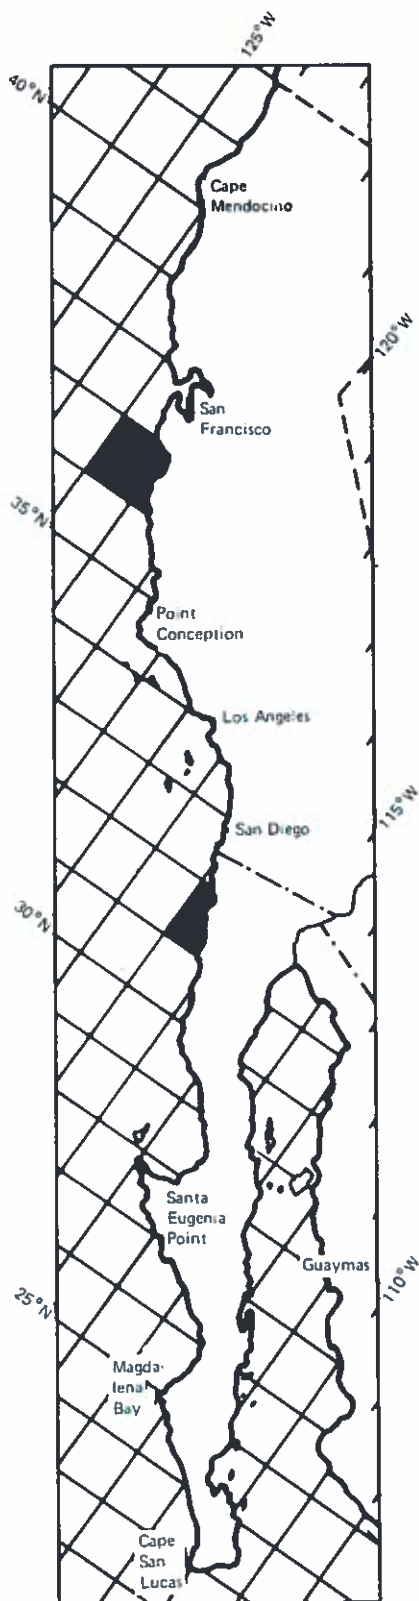 125°W
40°N
Cape
Mendocino
120°W
San
Francisco
35°N
Point
Conception
Los Angeles
115°W
San Diego
30°N
Santa
Eugenia
Point
Guaymas
110°W
25°N
Magda-
lena
Bay
Cape
San
Lucas